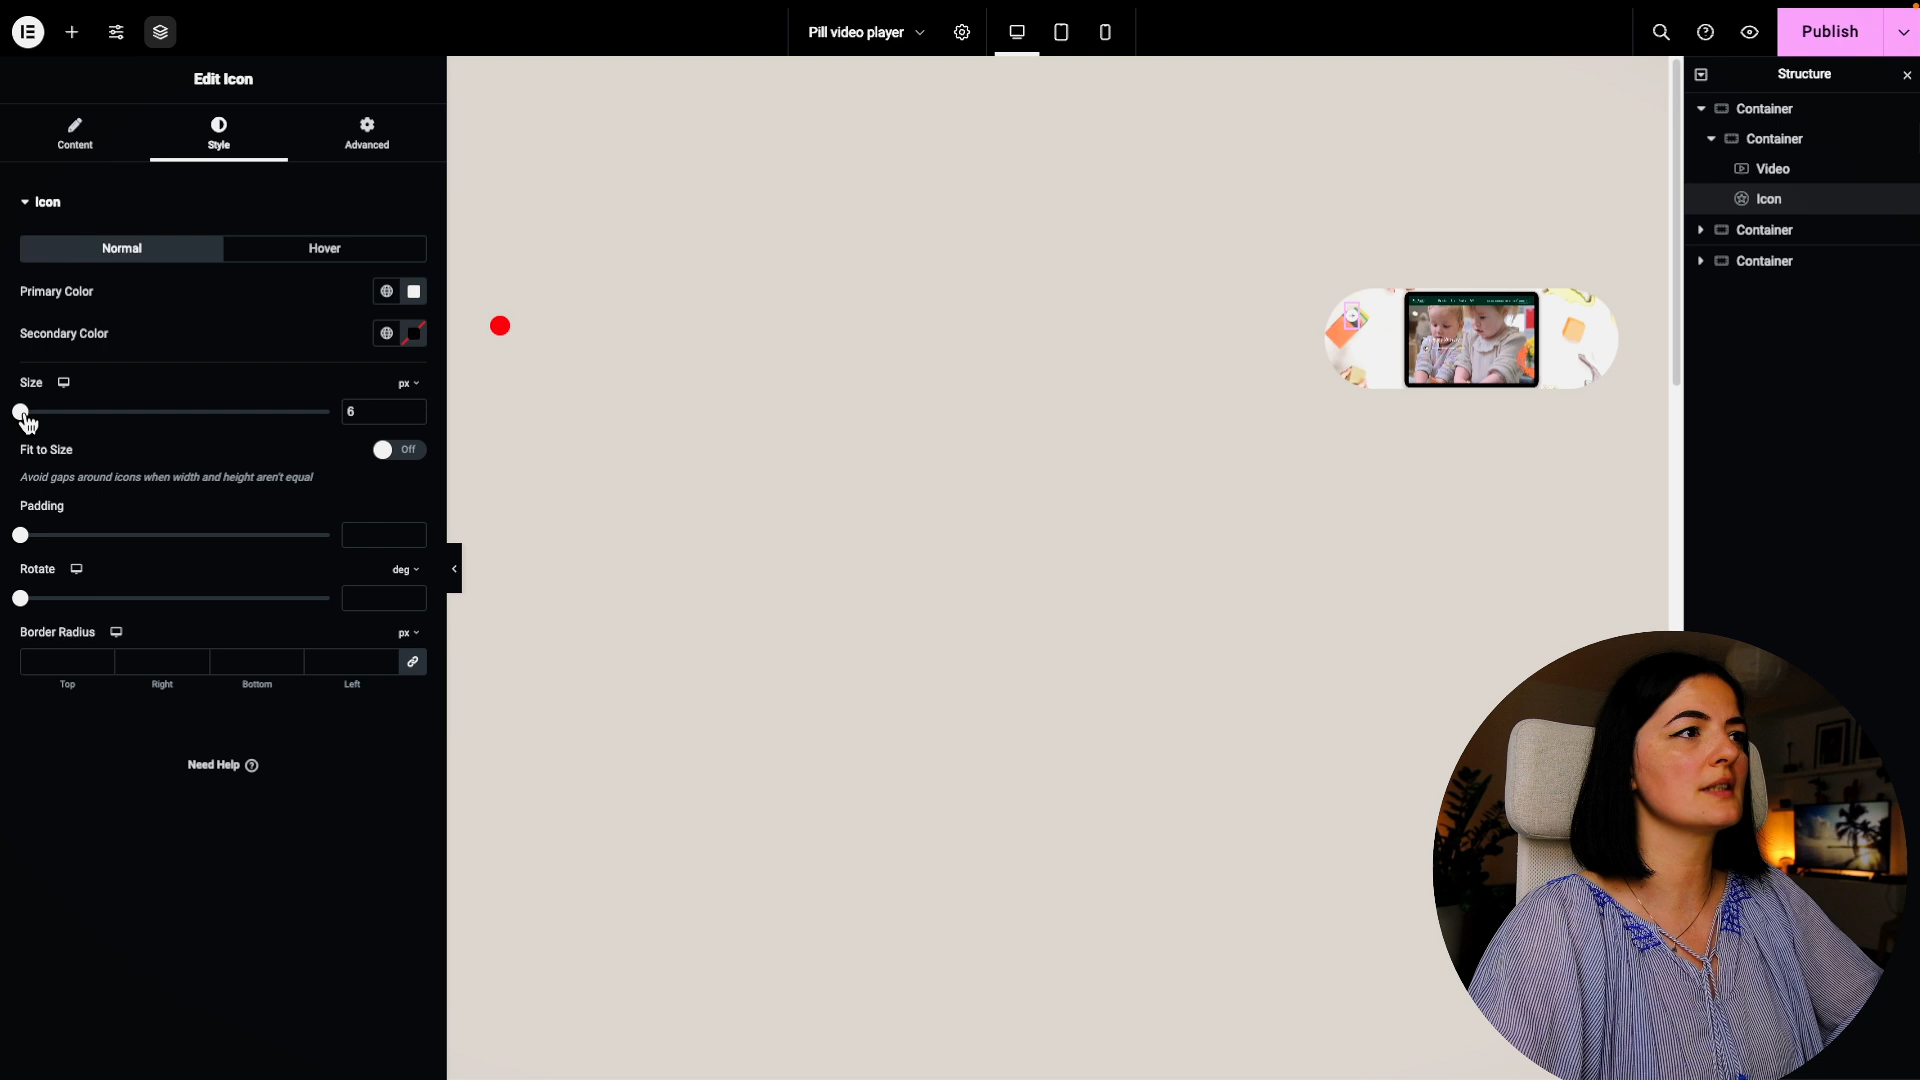 Pill video player
Publish
Edit Icon
Structure
Content
Style
Advanced
Container
Container
Video
Icon
Container
Container
Icon
Normal
Hover
Primary Color
Secondary Color
Size
px
6
Fit to Size
Off
Avoid gaps around icons when width and height aren't equal
Padding
Rotate
deg
Border Radius
px
Top
Right
Bottom
Left
Need Help